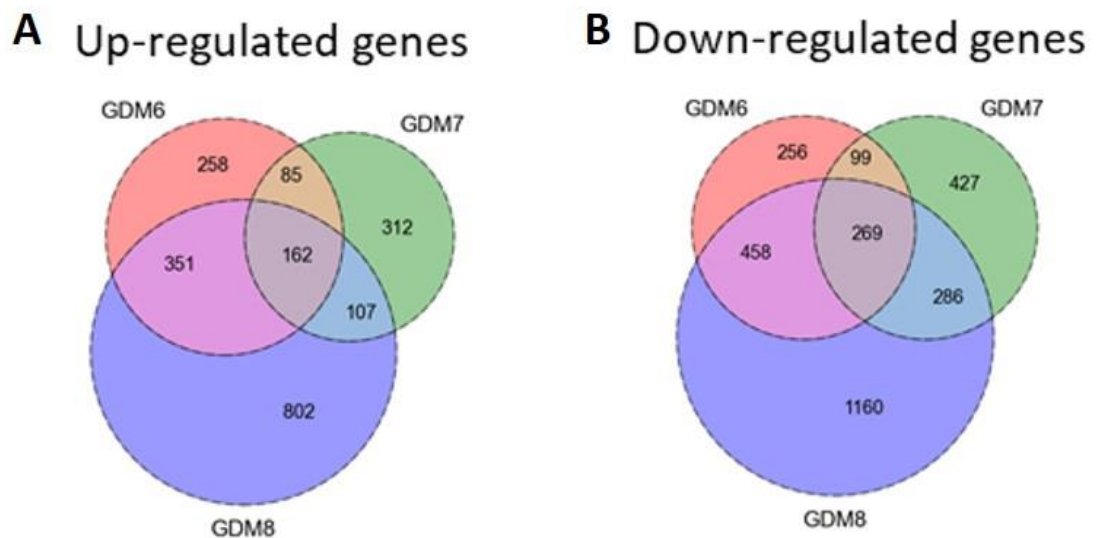 A Up-regulated genes
GDM6
GDM7
258
85
312
351
162
107
802
GDM8
B Down-regulated genes
GDM6
GDM7
256
99
427
458
269
286
1160
GDM8